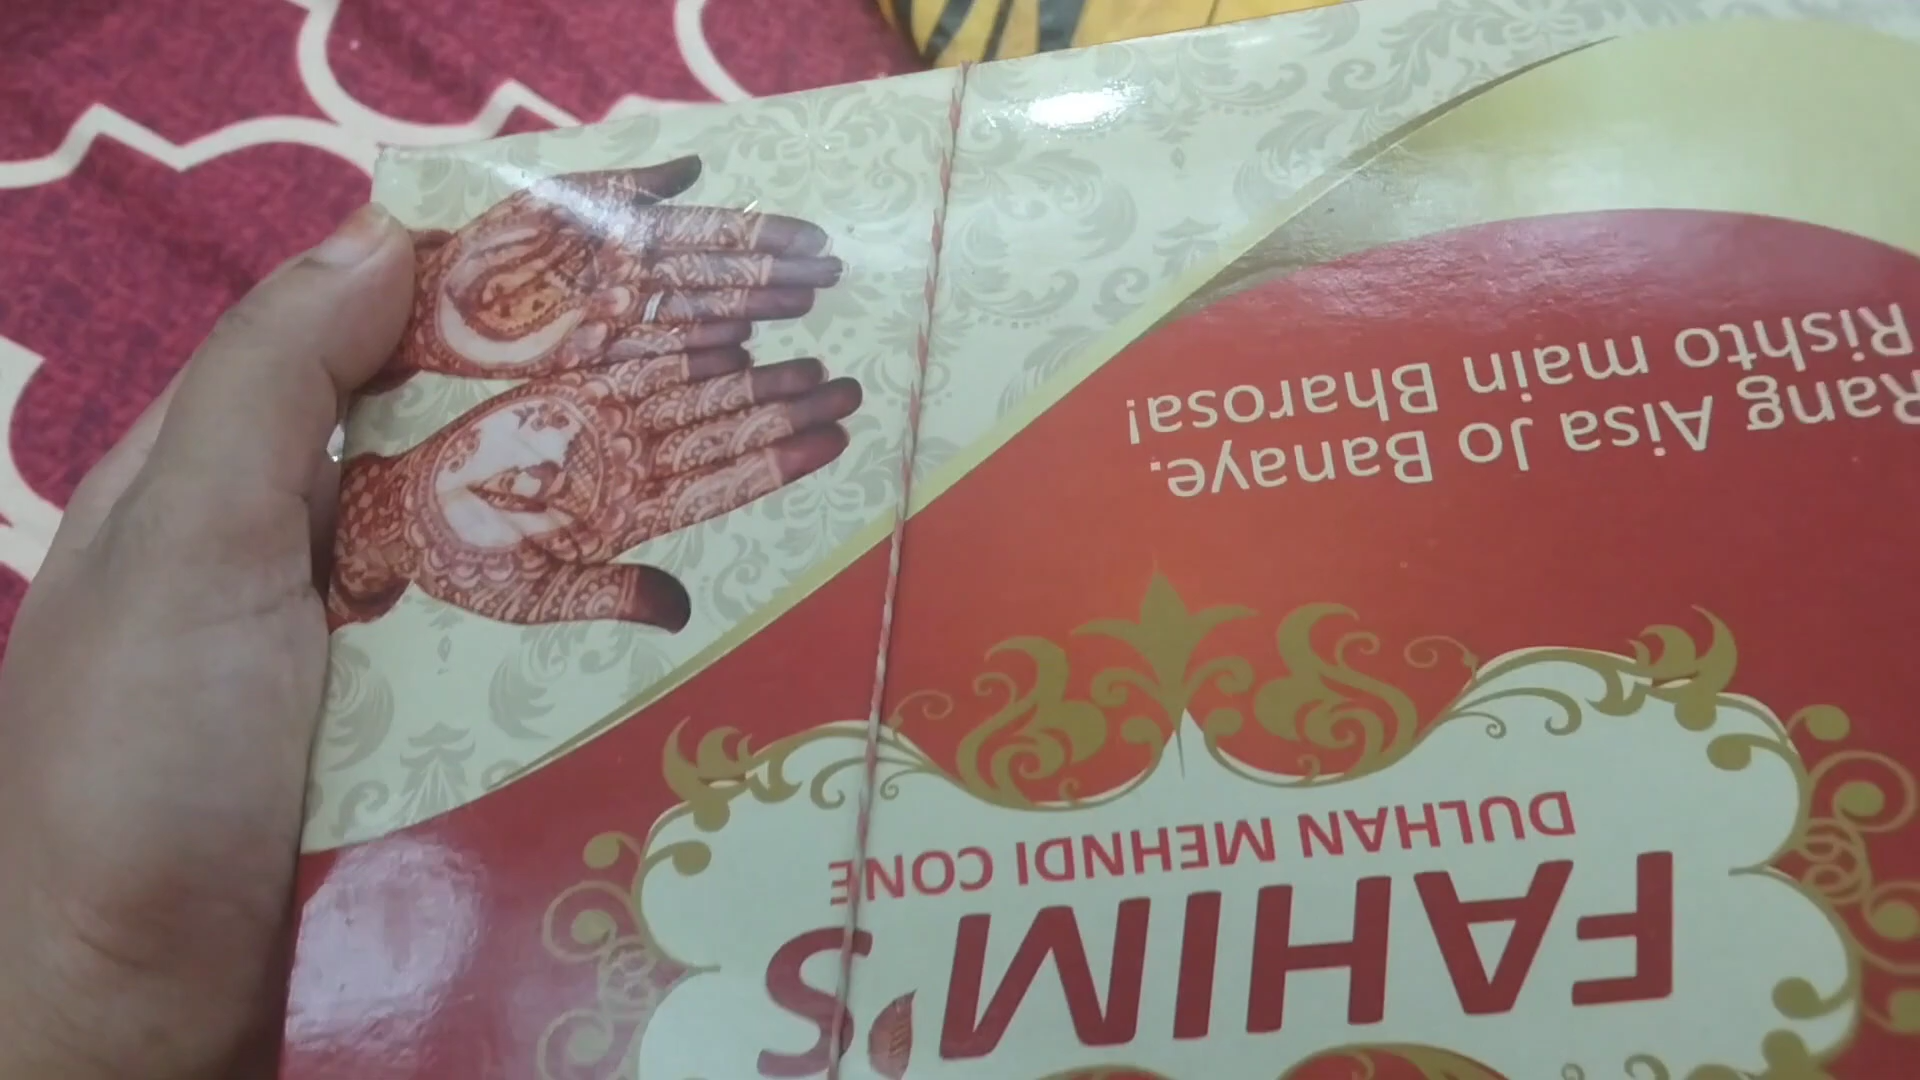 FAHIM'S
DULHAN MEHNDI CONE
Rang Aisa Jo Banaye.
Rishto main Bharosa!